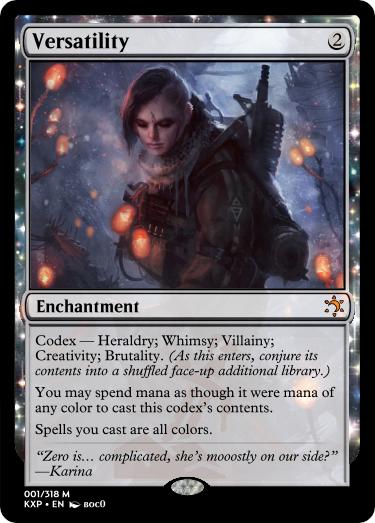 Versatility 2
Enchantment
Codex — Heraldry; Whimsy; Villainy;
Creativity; Brutality. (As this enters, conjure its
contents into a shuffled face-up additional library.)
You may spend mana as though it were mana of
any color to cast this codex's contents.
Spells you cast are all colors.
“Zero is… complicated, she's mooostly on our side?”
—Karina
001/318 M
KXP • EN BOC0